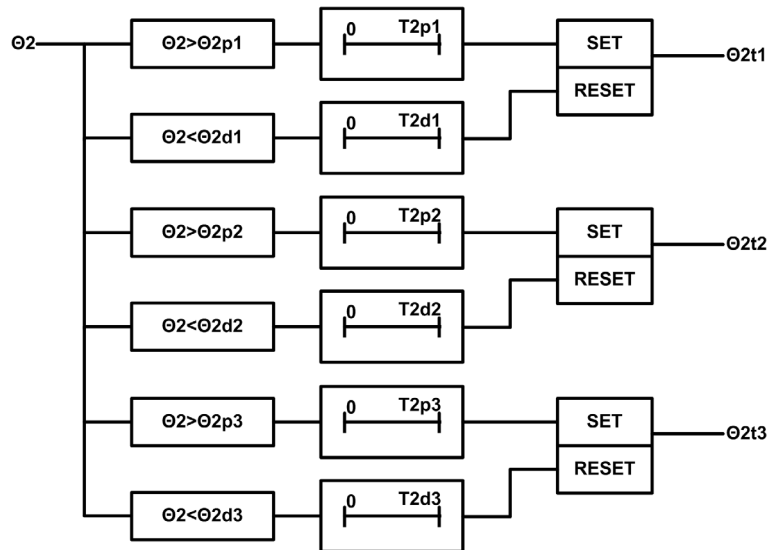 Θ2
Θ2>Θ2p1
0 T2p1
SET
Θ2t1
RESET
Θ2<Θ2d1
0 T2d1
Θ2>Θ2p2
0 T2p2
SET
Θ2t2
RESET
Θ2<Θ2d2
0 T2d2
Θ2>Θ2p3
0 T2p3
SET
Θ2t3
RESET
Θ2<Θ2d3
0 T2d3